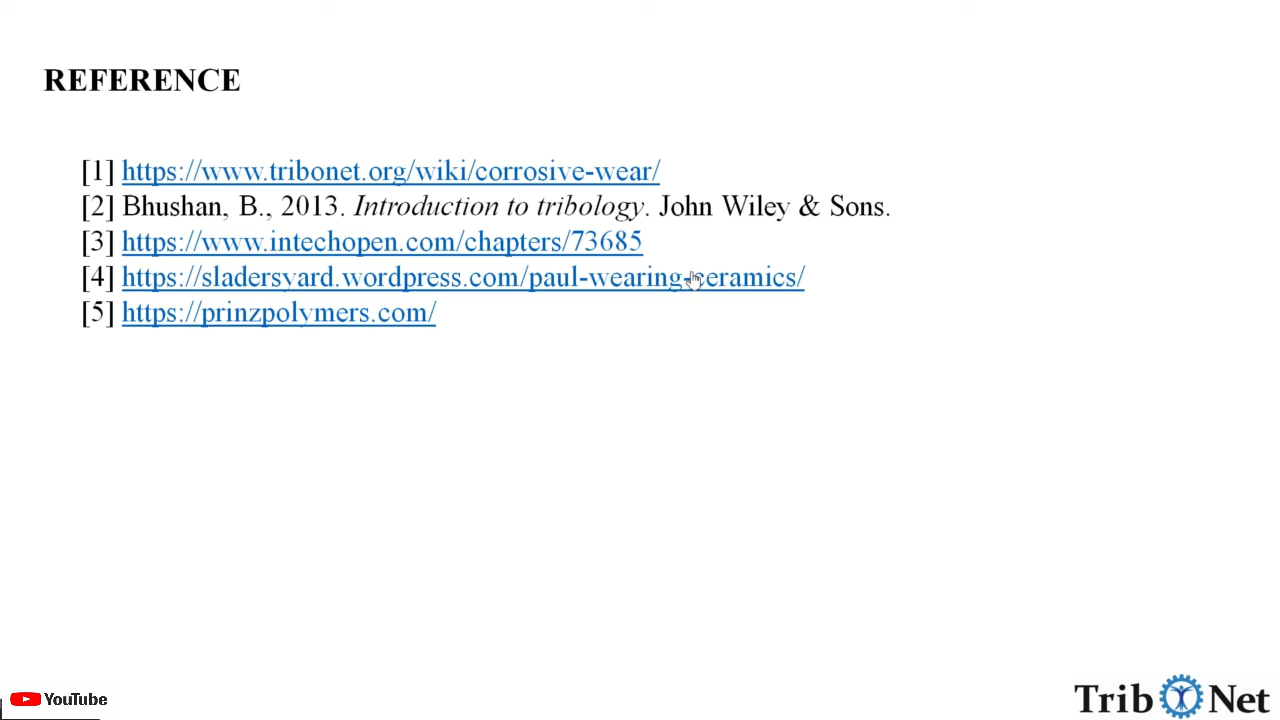 REFERENCE
[1] https://www.tribonet.org/wiki/corrosive-wear/
[2] Bhushan, B., 2013. Introduction to tribology. John Wiley & Sons.
[3] https://www.intechopen.com/chapters/73685
[4] https://sladersyard.wordpress.com/paul-wearing-ceramics/
[5] https://prinzpolymers.com/
YouTube
Trib Net